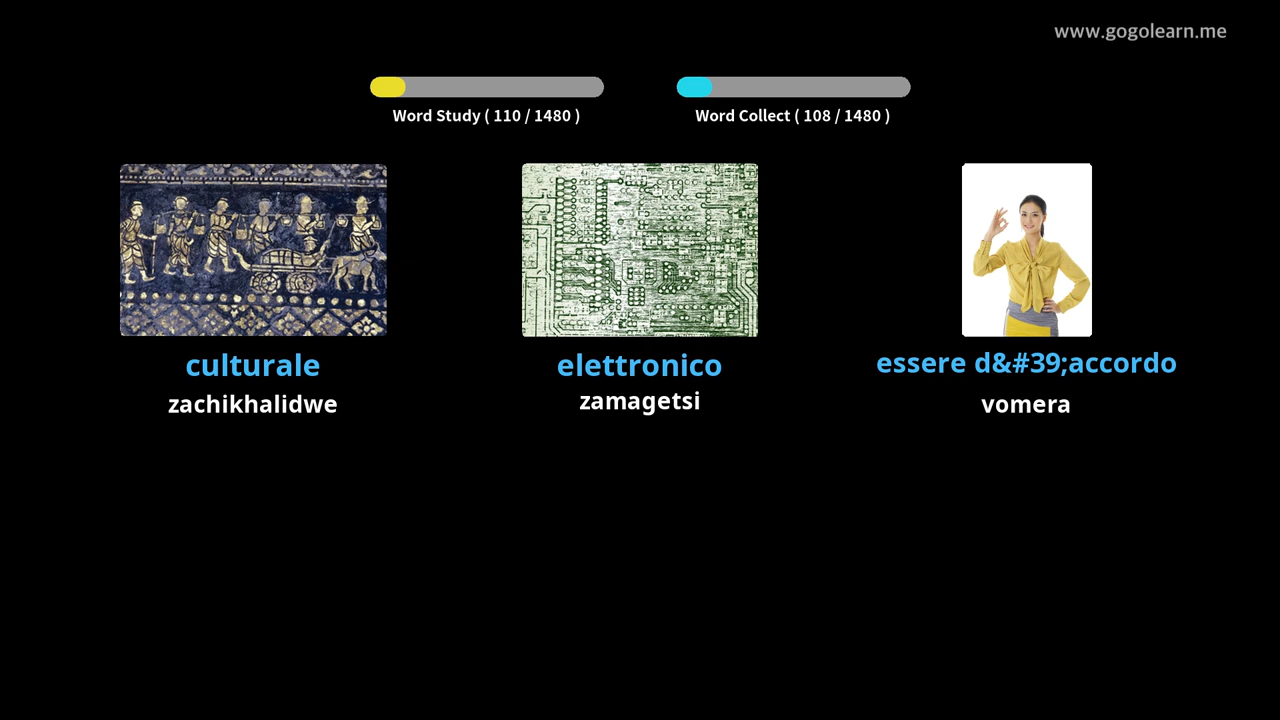 www.gogolearn.me
Word Study ( 110 / 1480 )
Word Collect ( 108 / 1480 )
culturale
zachikhalidwe
elettronico
zamagetsi
essere d&#39;accordo
vomera